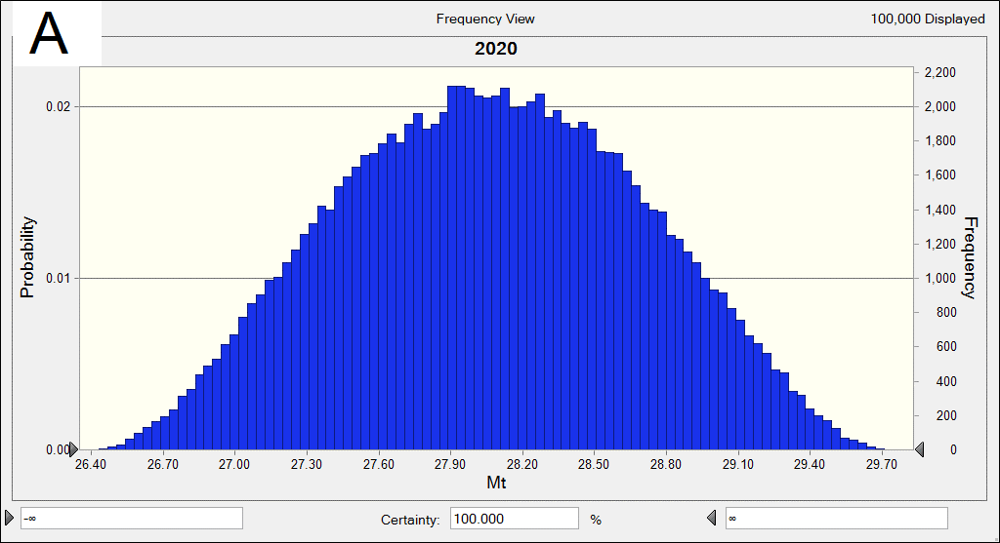 A
Frequency View
100,000 Displayed
2020
2,200
0.02
2,000
1,800
1,600
1,400
Probability
Frequency
1,200
0.01
1,000
800
600
400
200
0.00
0
26.40 26.70 27.00 27.30 27.60 27.90 28.20 28.50 28.80 29.10 29.40 29.70
Mt
-∞
Certainty: 100.000 %
∞